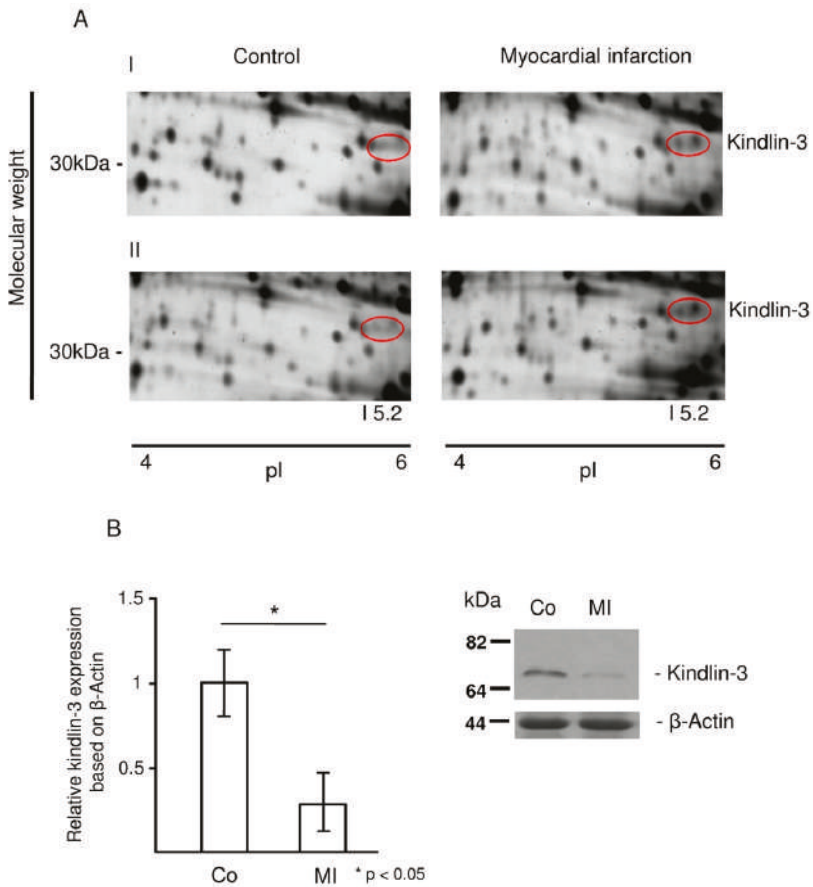 A
I
Control
Myocardial infarction
Molecular weight
30kDa -
Kindlin-3
II
30kDa -
Kindlin-3
I 5.2
I 5.2
4
pI
6
4
pI
6
B
Relative kindlin-3 expression
based on β-Actin
1.5
1
0.5
*
Co
MI
* p < 0.05
kDa
Co
MI
82
64
44
- Kindlin-3
- β-Actin